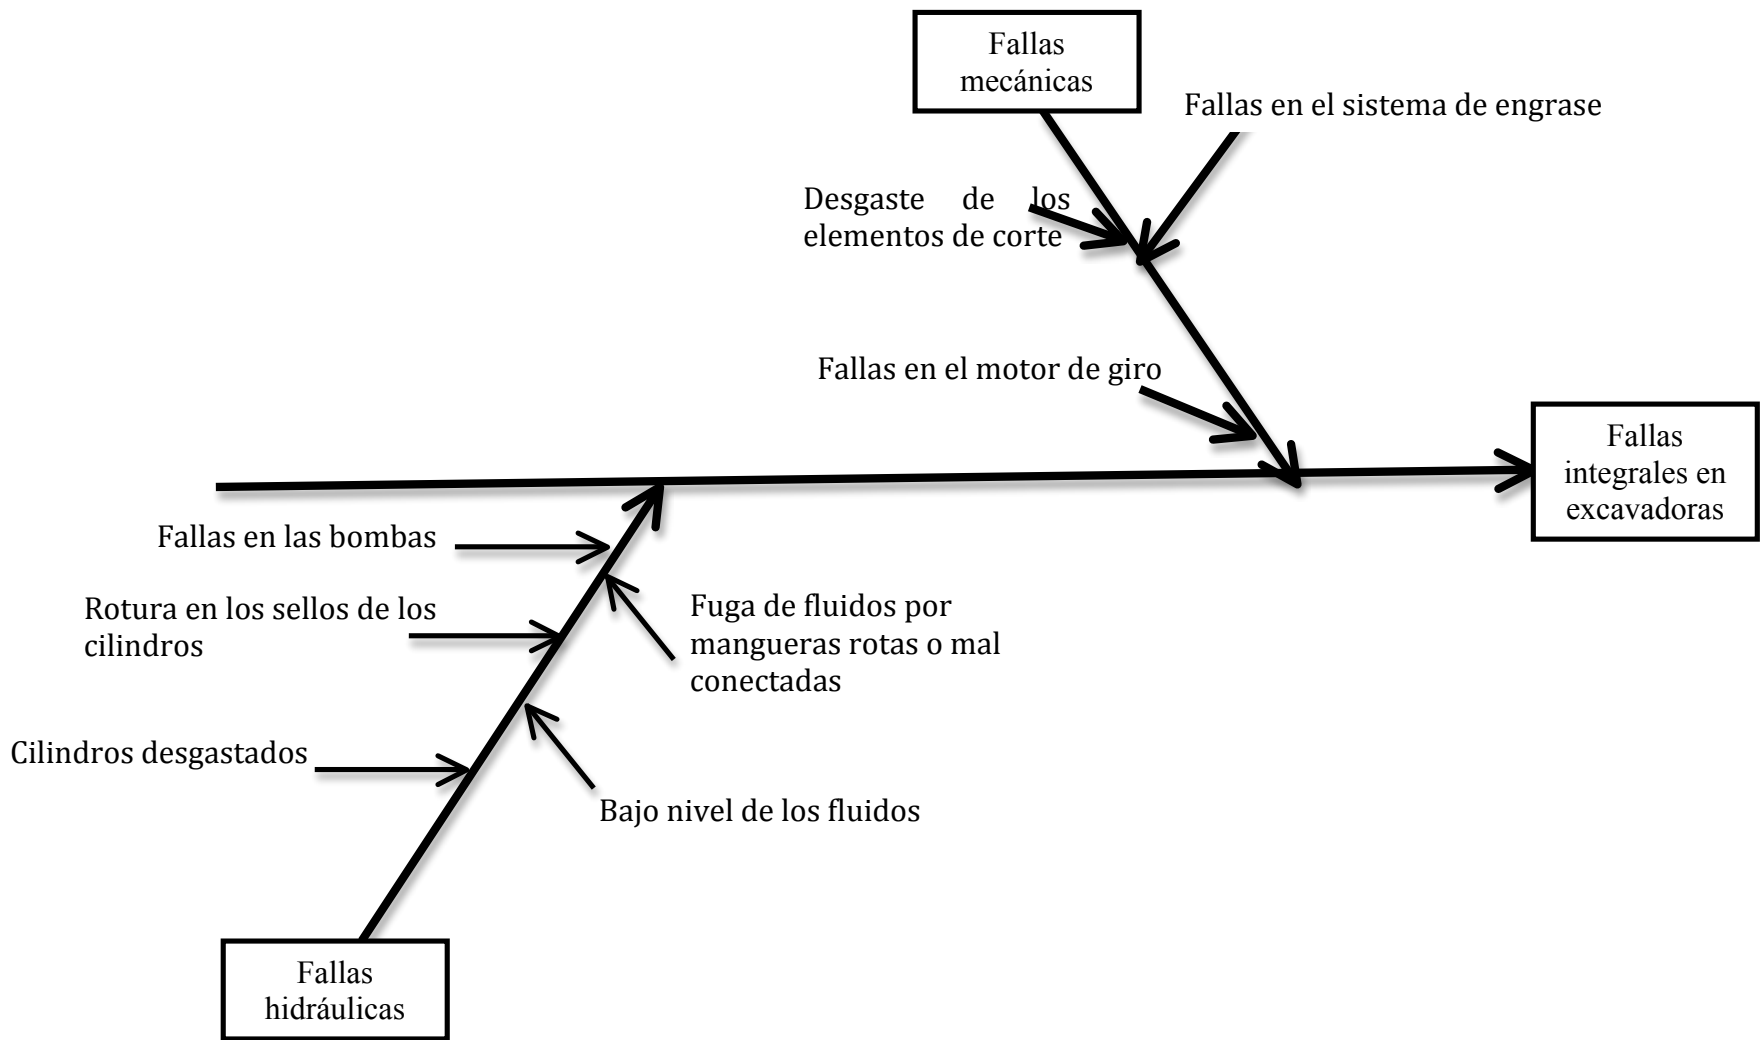 Fallas
mecánicas
Fallas en el sistema de engrase
Desgaste de los
elementos de corte
Fallas en el motor de giro
Fallas
integrales en
excavadoras
Fallas en las bombas
Rotura en los sellos de los
cilindros
Fuga de fluidos por
mangueras rotas o mal
conectadas
Cilindros desgastados
Bajo nivel de los fluidos
Fallas
hidráulicas